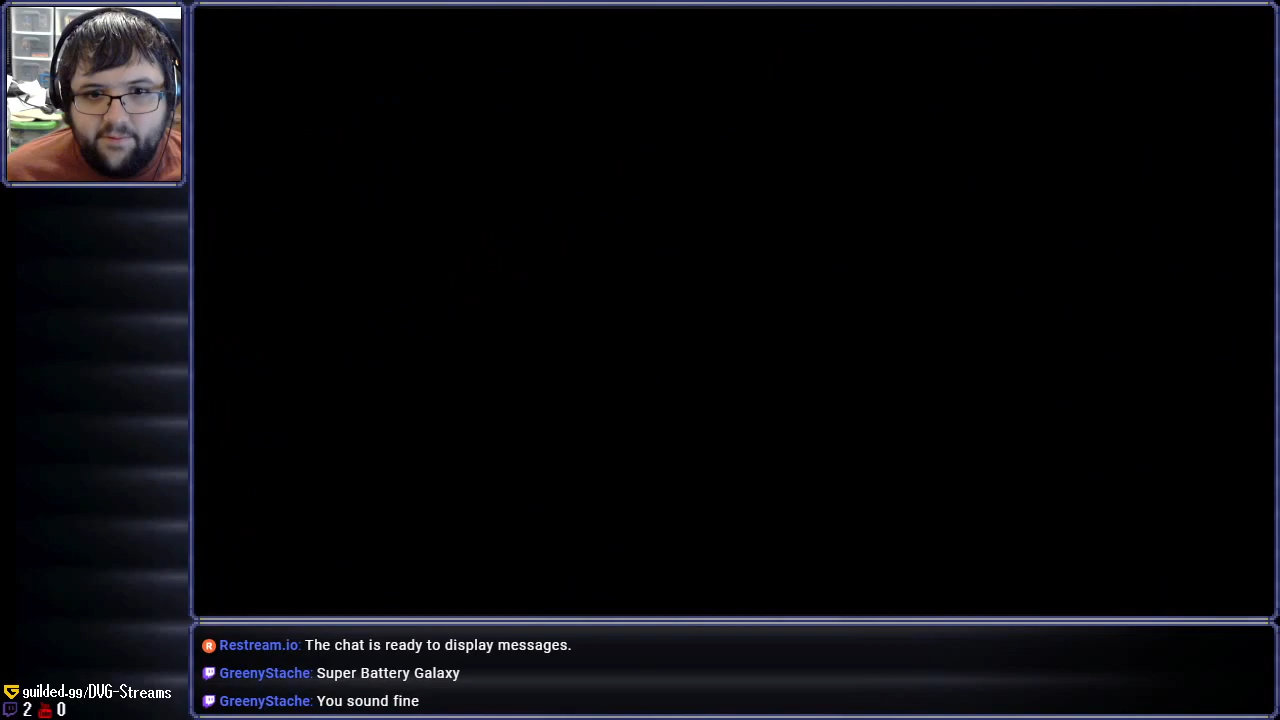 Restream.io: The chat is ready to display messages.
GreenyStache: Super Battery Galaxy
GreenyStache: You sound fine
guilded.gg/DVG-Streams
2 0